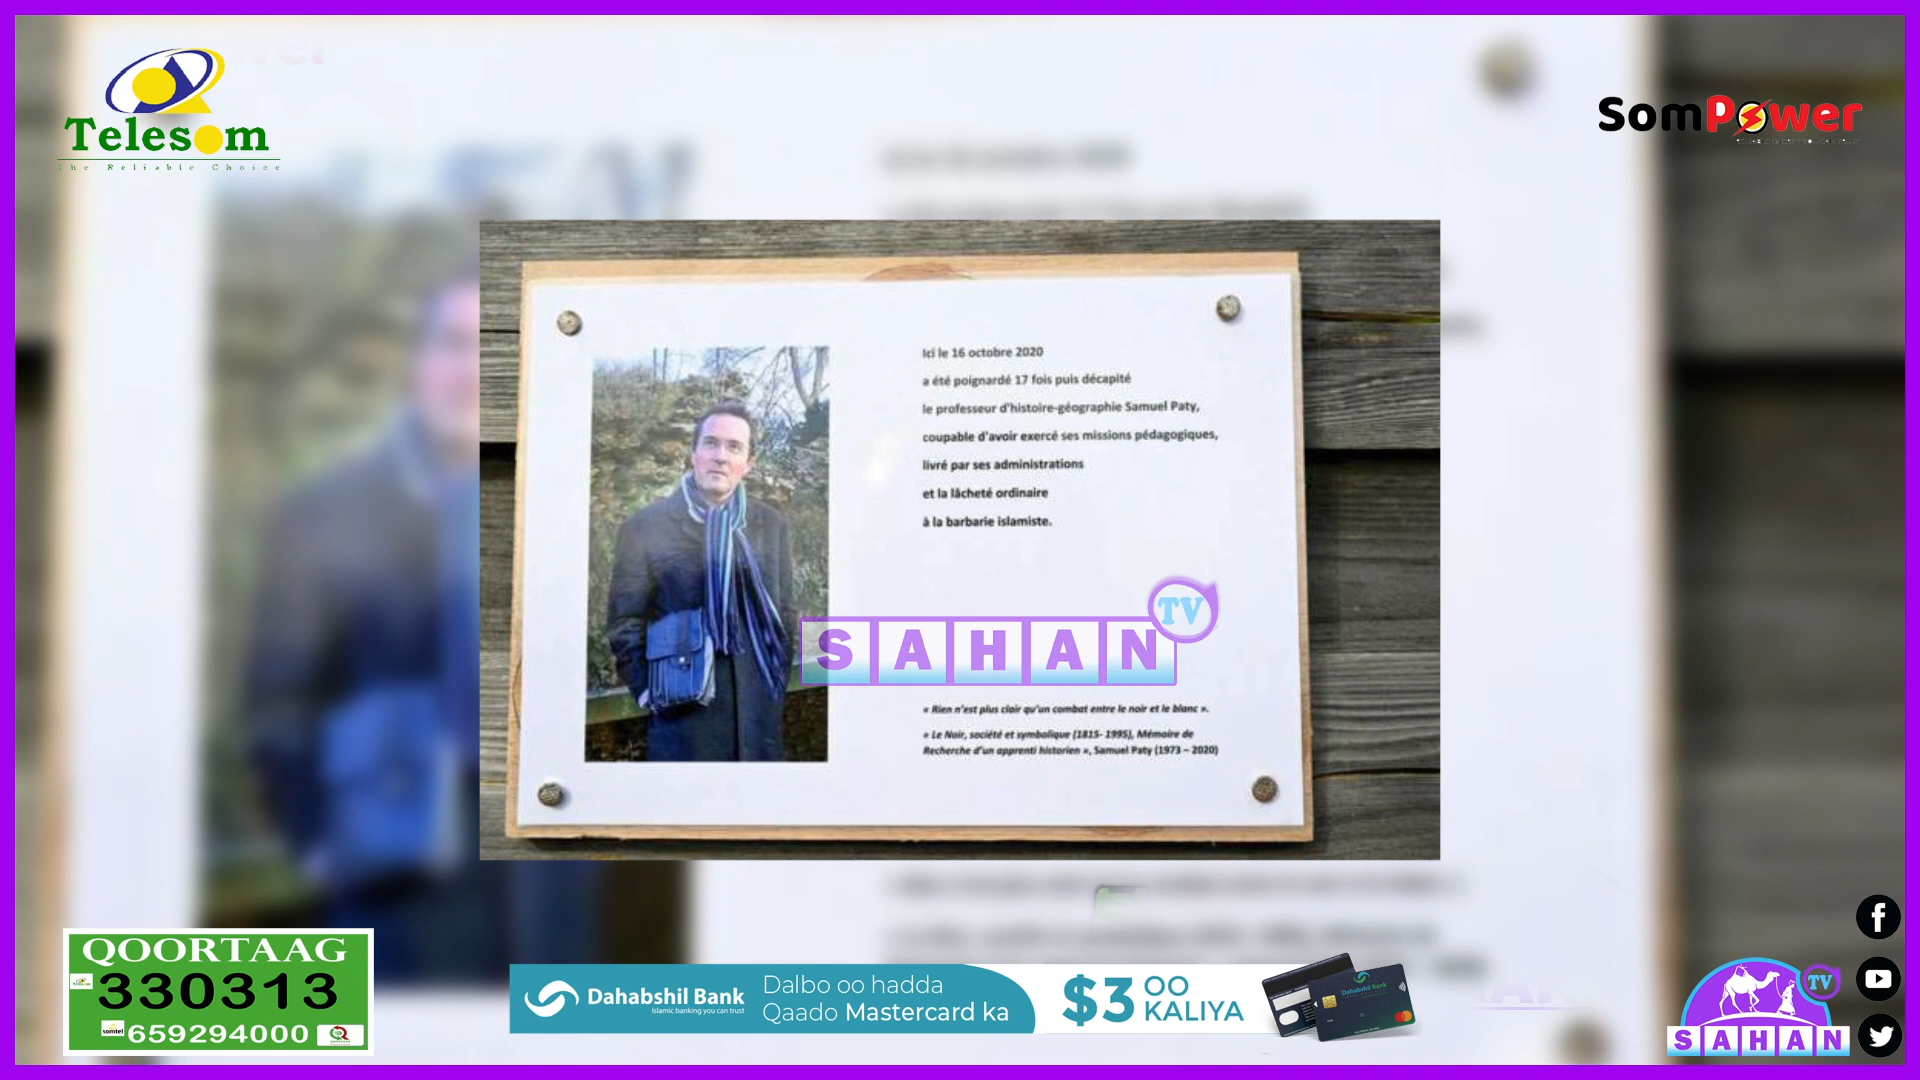 Telesom
The Reliable Choice
SomPower
Ici le 16 octobre 2020
a été poignardé 17 fois puis décapité
le professeur d'histoire-géographie Samuel Paty,
coupable d'avoir exercé ses missions pédagogiques,
livré par ses administrations
et la lâcheté ordinaire
à la barbarie islamiste.
SAHAN TV
« Rien n'est plus clair qu'un combat entre le noir et le blanc ».
« Le Noir, société et symbolique (1815- 1995), Mémoire de
Recherche d'un apprenti historien », Samuel Paty (1973 – 2020)
QOORTAAG
330313
somtel
659294000
Dahabshil Bank
Islamic banking you can trust
Dalbo oo hadda
Qaado Mastercard ka
$3 OO
KALIYA
Dahabshil Bank
TV
SAHAN